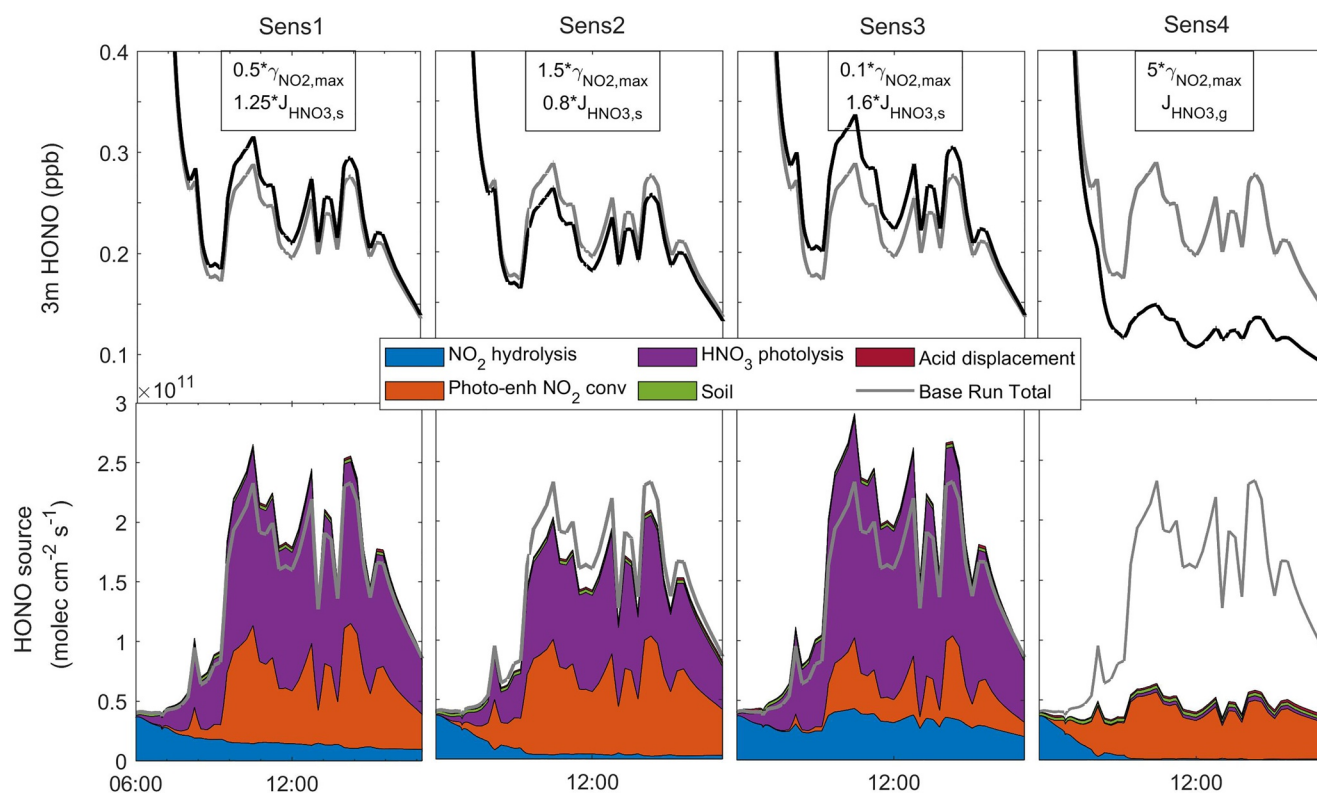 Sens1 Sens2 Sens3 Sens4
0.5*γNO2,max
1.25*JHNO3,s
1.5*γNO2,max
0.8*JHNO3,s
0.1*γNO2,max
1.6*JHNO3,s
5*γNO2,max
JHNO3,g
3m HONO (ppb)
0.4
0.3
0.2
0.1
NO2 hydrolysis
HNO3 photolysis
Acid displacement
Photo-enh NO2 conv
Soil
Base Run Total
×10^11
HONO source
(molec cm-2 s-1)
3
2.5
2
1.5
1
0.5
0
06:00 12:00 12:00 12:00 12:00